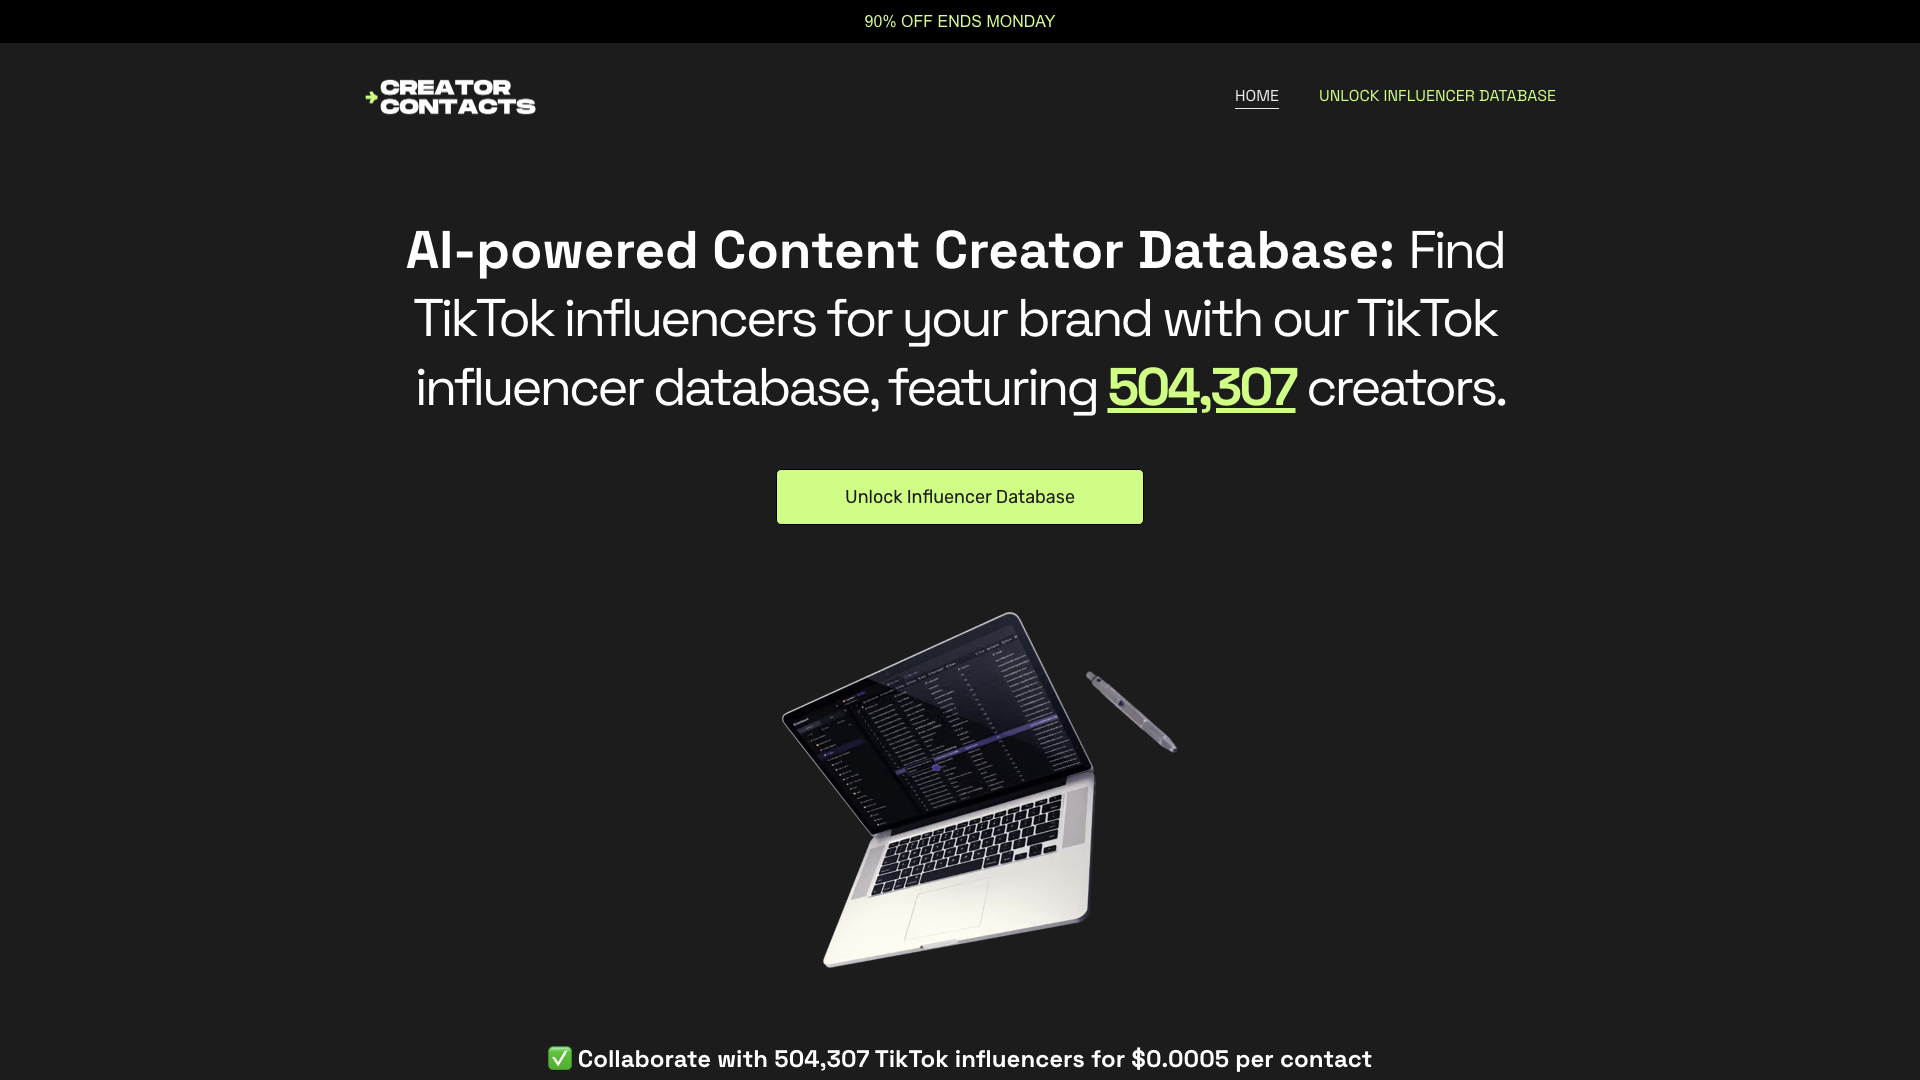 90% OFF ENDS MONDAY
CREATOR
CONTACTS
HOME
UNLOCK INFLUENCER DATABASE
AI-powered Content Creator Database: Find
TikTok influencers for your brand with our TikTok
influencer database, featuring 504,307 creators.
Unlock Influencer Database
✅ Collaborate with 504,307 TikTok influencers for $0.0005 per contact